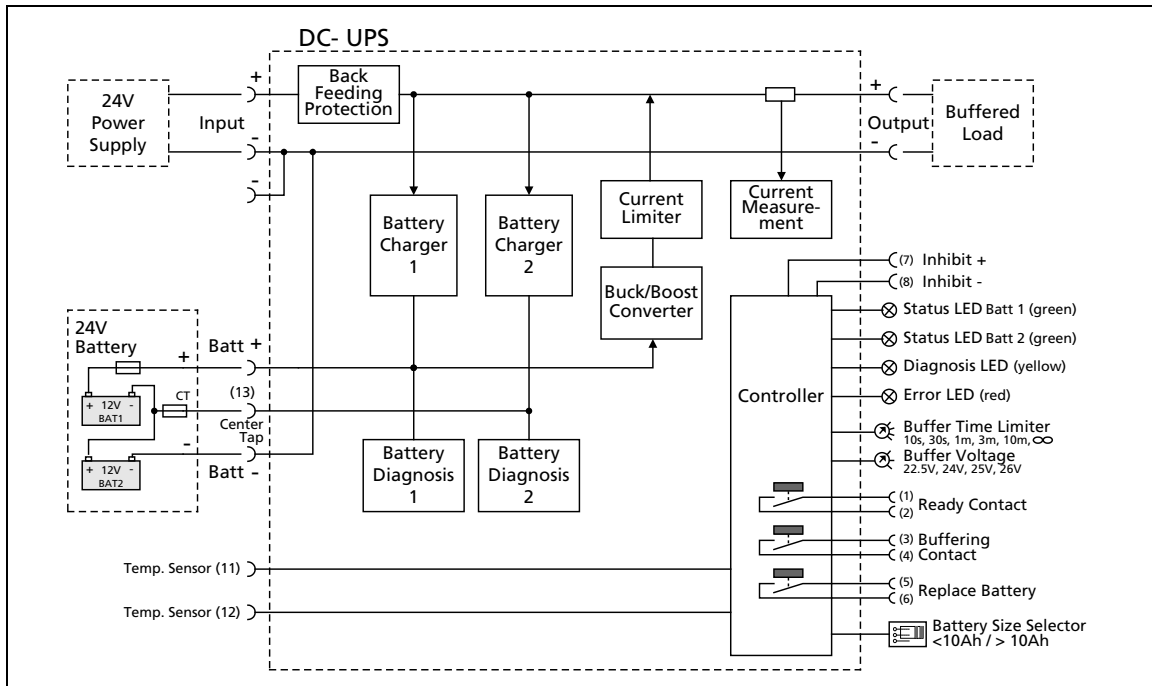 DC- UPS
24V
Power
Supply
+
Input
-
-
Back
Feeding
Protection
+
Output
-
Buffered
Load
Battery
Charger
1
Battery
Charger
2
Current
Limiter
Current
Measure-
ment
Buck/Boost
Converter
24V
Battery
+
Batt +
+ 12V -
BAT1
CT
(13)
Center
Tap
-
Batt -
+ 12V -
BAT2
Battery
Diagnosis
1
Battery
Diagnosis
2
Temp. Sensor (11)
Temp. Sensor (12)
Controller
(7) Inhibit +
(8) Inhibit -
Status LED Batt 1 (green)
Status LED Batt 2 (green)
Diagnosis LED (yellow)
Error LED (red)
Buffer Time Limiter
10s, 30s, 1m, 3m, 10m, ∞
Buffer Voltage
22.5V, 24V, 25V, 26V
(1)
Ready Contact
(2)
(3) Buffering
(4) Contact
(5)
Replace Battery
(6)
Battery Size Selector
<10Ah / > 10Ah